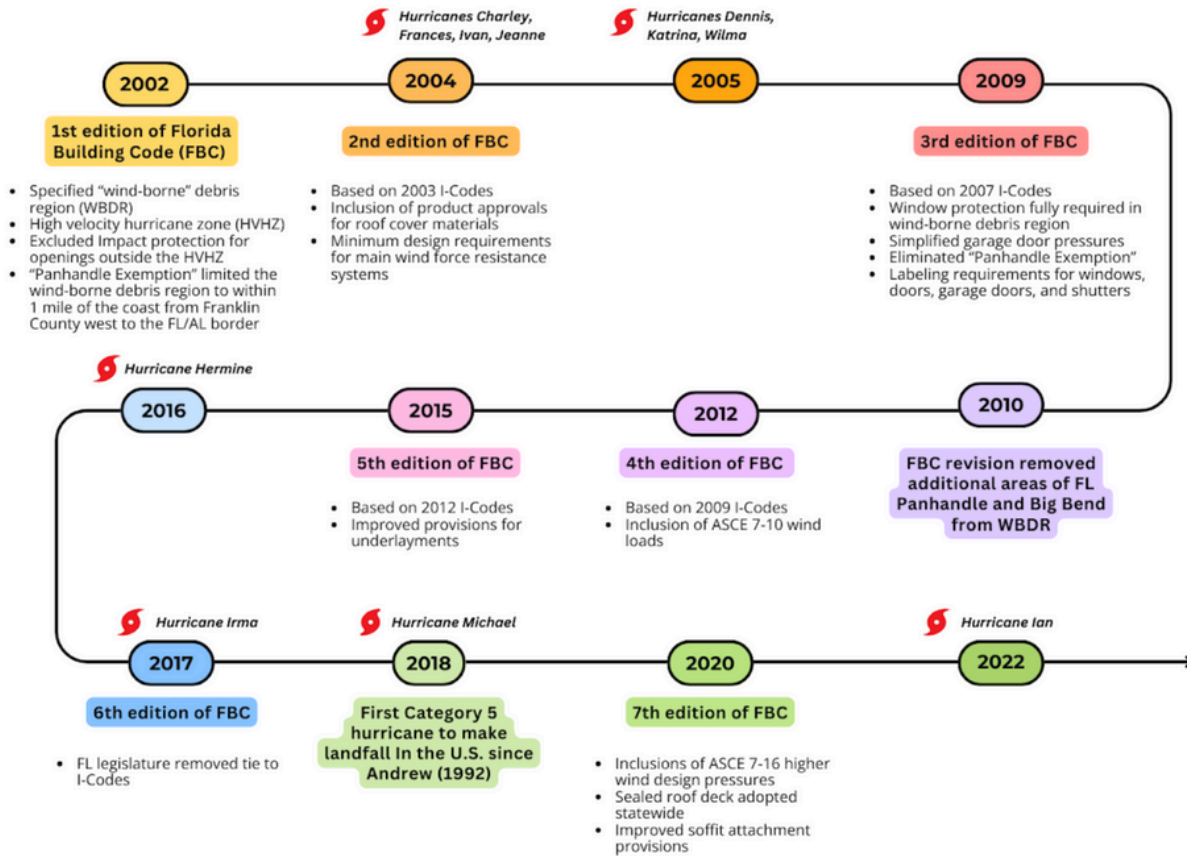 Hurricanes Charley,
Frances, Ivan, Jeanne
Hurricanes Dennis,
Katrina, Wilma
2002
2004
2005
2009
1st edition of Florida
Building Code (FBC)
• Specified “wind-borne” debris
region (WBDR)
• High velocity hurricane zone (HVHZ)
• Excluded Impact protection for
openings outside the HVHZ
• “Panhandle Exemption” limited the
wind-borne debris region to within
1 mile of the coast from Franklin
County west to the FL/AL border
2nd edition of FBC
• Based on 2003 I-Codes
• Inclusion of product approvals
for roof cover materials
• Minimum design requirements
for main wind force resistance
systems
3rd edition of FBC
• Based on 2007 I-Codes
• Window protection fully required in
wind-borne debris region
• Simplified garage door pressures
• Eliminated “Panhandle Exemption”
• Labeling requirements for windows,
doors, garage doors, and shutters
Hurricane Hermine
2016
2015
2012
2010
5th edition of FBC
• Based on 2012 I-Codes
• Improved provisions for
underlayments
4th edition of FBC
• Based on 2009 I-Codes
• Inclusion of ASCE 7-10 wind
loads
FBC revision removed
additional areas of FL
Panhandle and Big Bend
from WBDR
Hurricane Irma
Hurricane Michael
Hurricane Ian
2017
2018
2020
2022
6th edition of FBC
• FL legislature removed tie to
I-Codes
First Category 5
hurricane to make
landfall In the U.S. since
Andrew (1992)
7th edition of FBC
• Inclusions of ASCE 7-16 higher
wind design pressures
• Sealed roof deck adopted
statewide
• Improved soffit attachment
provisions